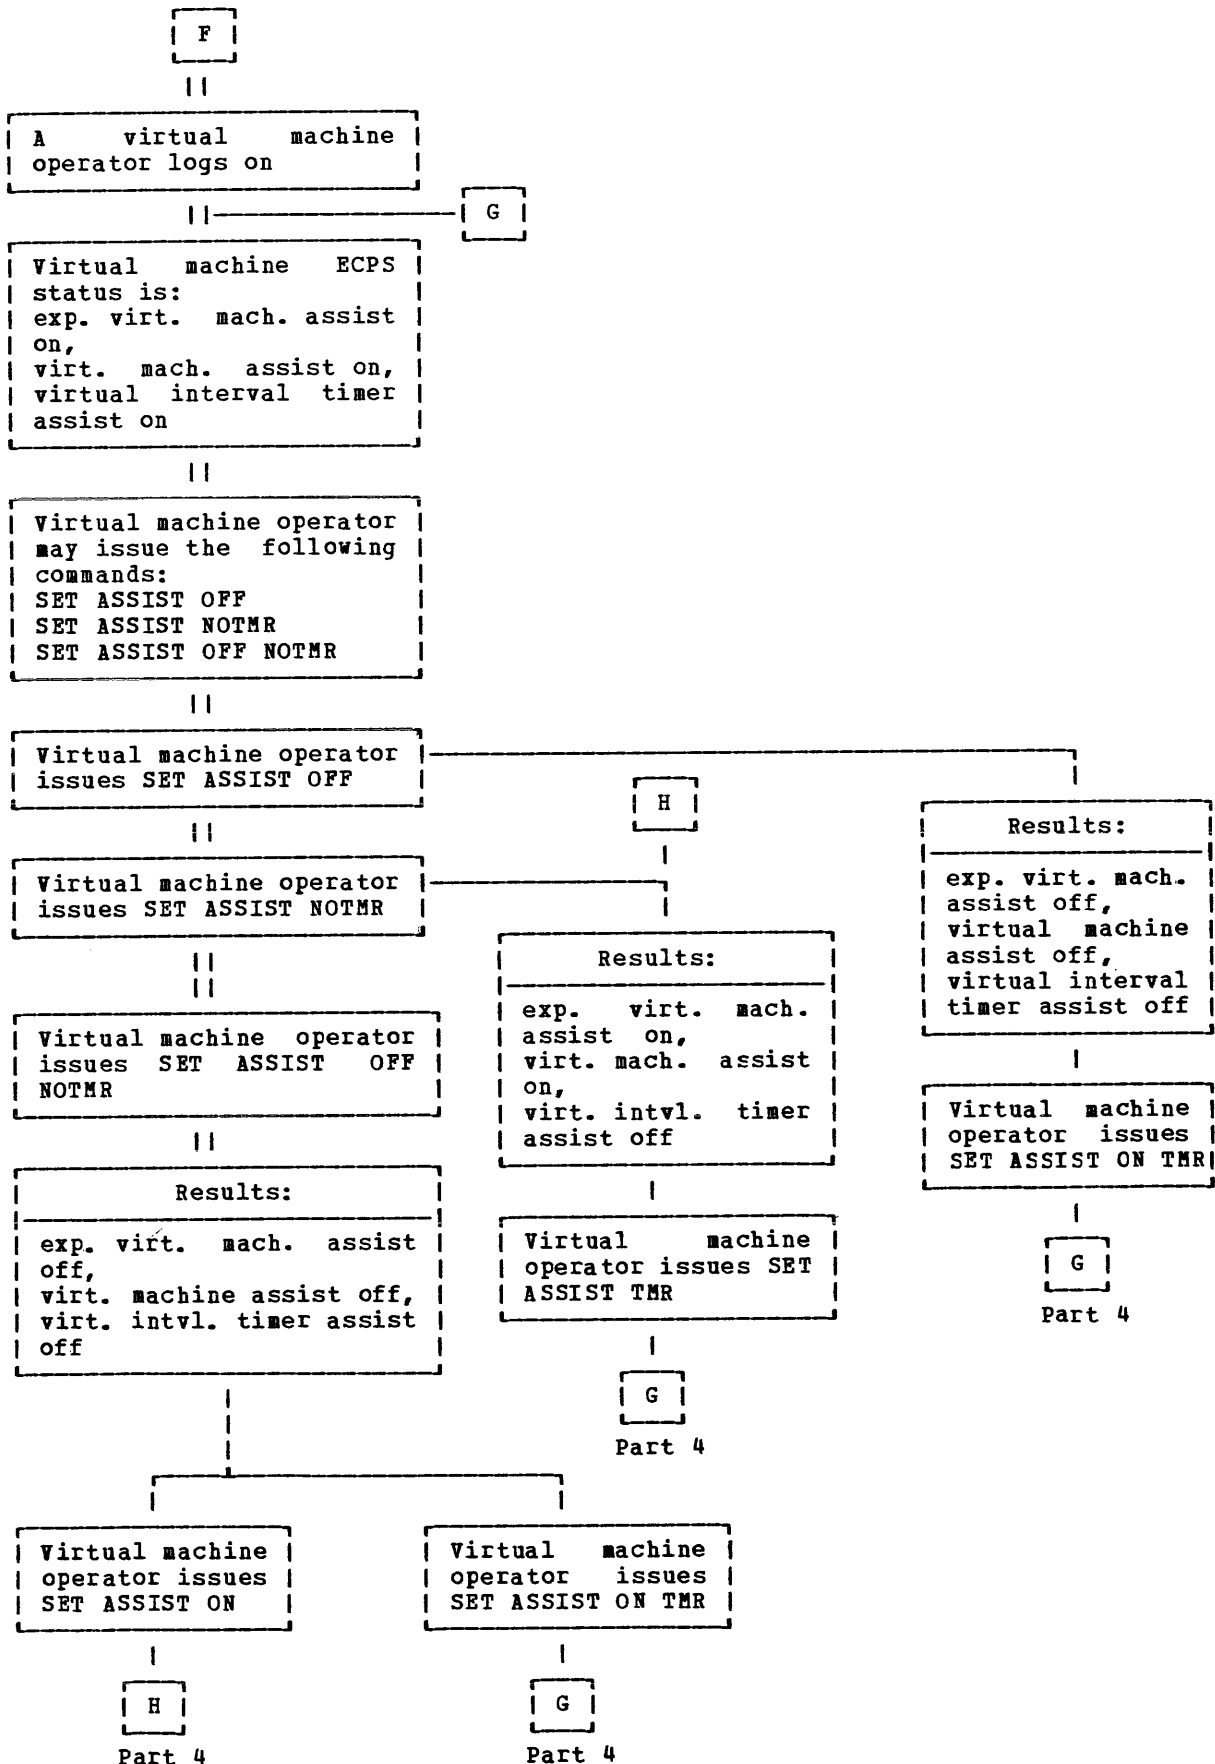 F
A virtual machine
operator logs on
G
Virtual machine ECPS
status is:
exp. virt. mach. assist
on,
virt. mach. assist on,
virtual interval timer
assist on
Virtual machine operator
may issue the following
commands:
SET ASSIST OFF
SET ASSIST NOTMR
SET ASSIST OFF NOTMR
Virtual machine operator
issues SET ASSIST OFF
H
Results:
exp. virt. mach.
assist off,
virtual machine
assist off,
virtual interval
timer assist off
Virtual machine
operator issues
SET ASSIST ON TMR
G
Part 4
Virtual machine operator
issues SET ASSIST NOTMR
Results:
exp. virt. mach.
assist on,
virt. mach. assist
on,
virt. intvl. timer
assist off
Virtual machine
operator issues SET
ASSIST TMR
G
Part 4
Virtual machine operator
issues SET ASSIST OFF
NOTMR
Results:
exp. virt. mach. assist
off,
virt. machine assist off,
virt. intvl. timer assist
off
Virtual machine
operator issues
SET ASSIST ON
H
Part 4
Virtual machine
operator issues
SET ASSIST ON TMR
G
Part 4